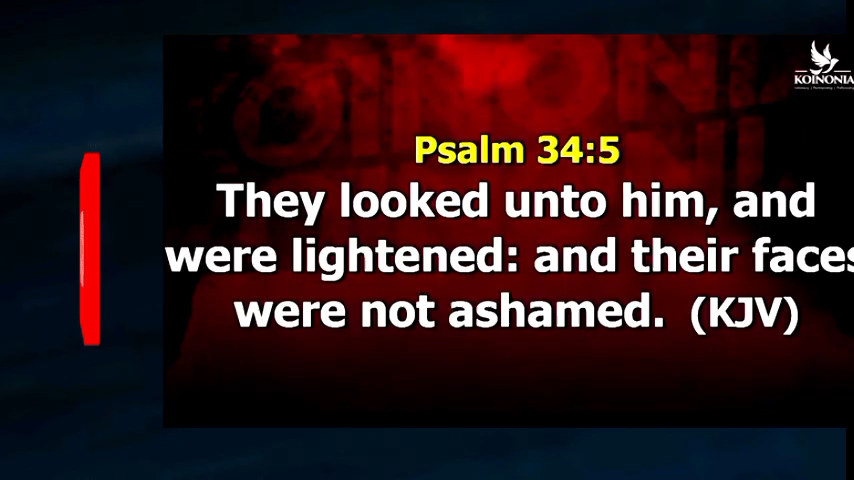 KOINONIA
Psalm 34:5
They looked unto him, and
were lightened: and their faces
were not ashamed. (KJV)